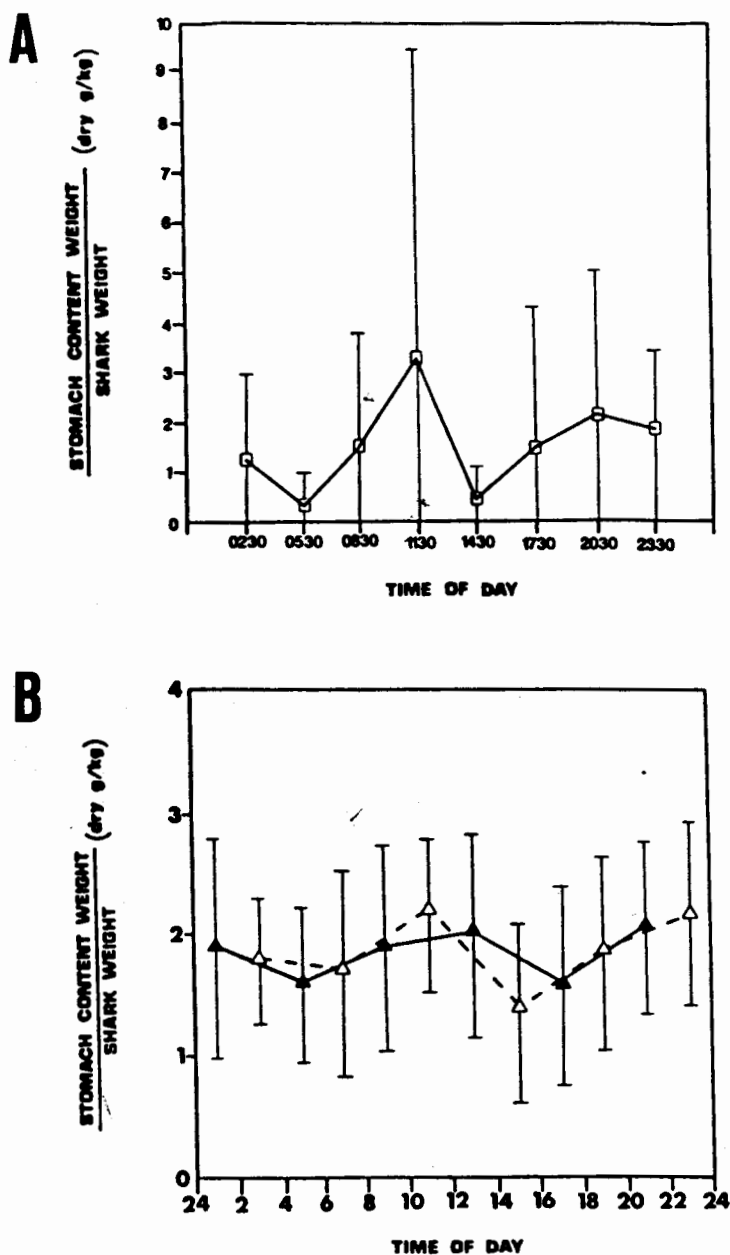 A
STOMACH CONTENT WEIGHT (dry g/kg)
SHARK WEIGHT
10
9
8
7
6
5
4
3
2
1
0
0230 0530 0830 1130 1430 1730 2030 2330
TIME OF DAY
B
STOMACH CONTENT WEIGHT (dry g/kg)
SHARK WEIGHT
4
3
2
1
0
24 2 4 6 8 10 12 14 16 18 20 22 24
TIME OF DAY